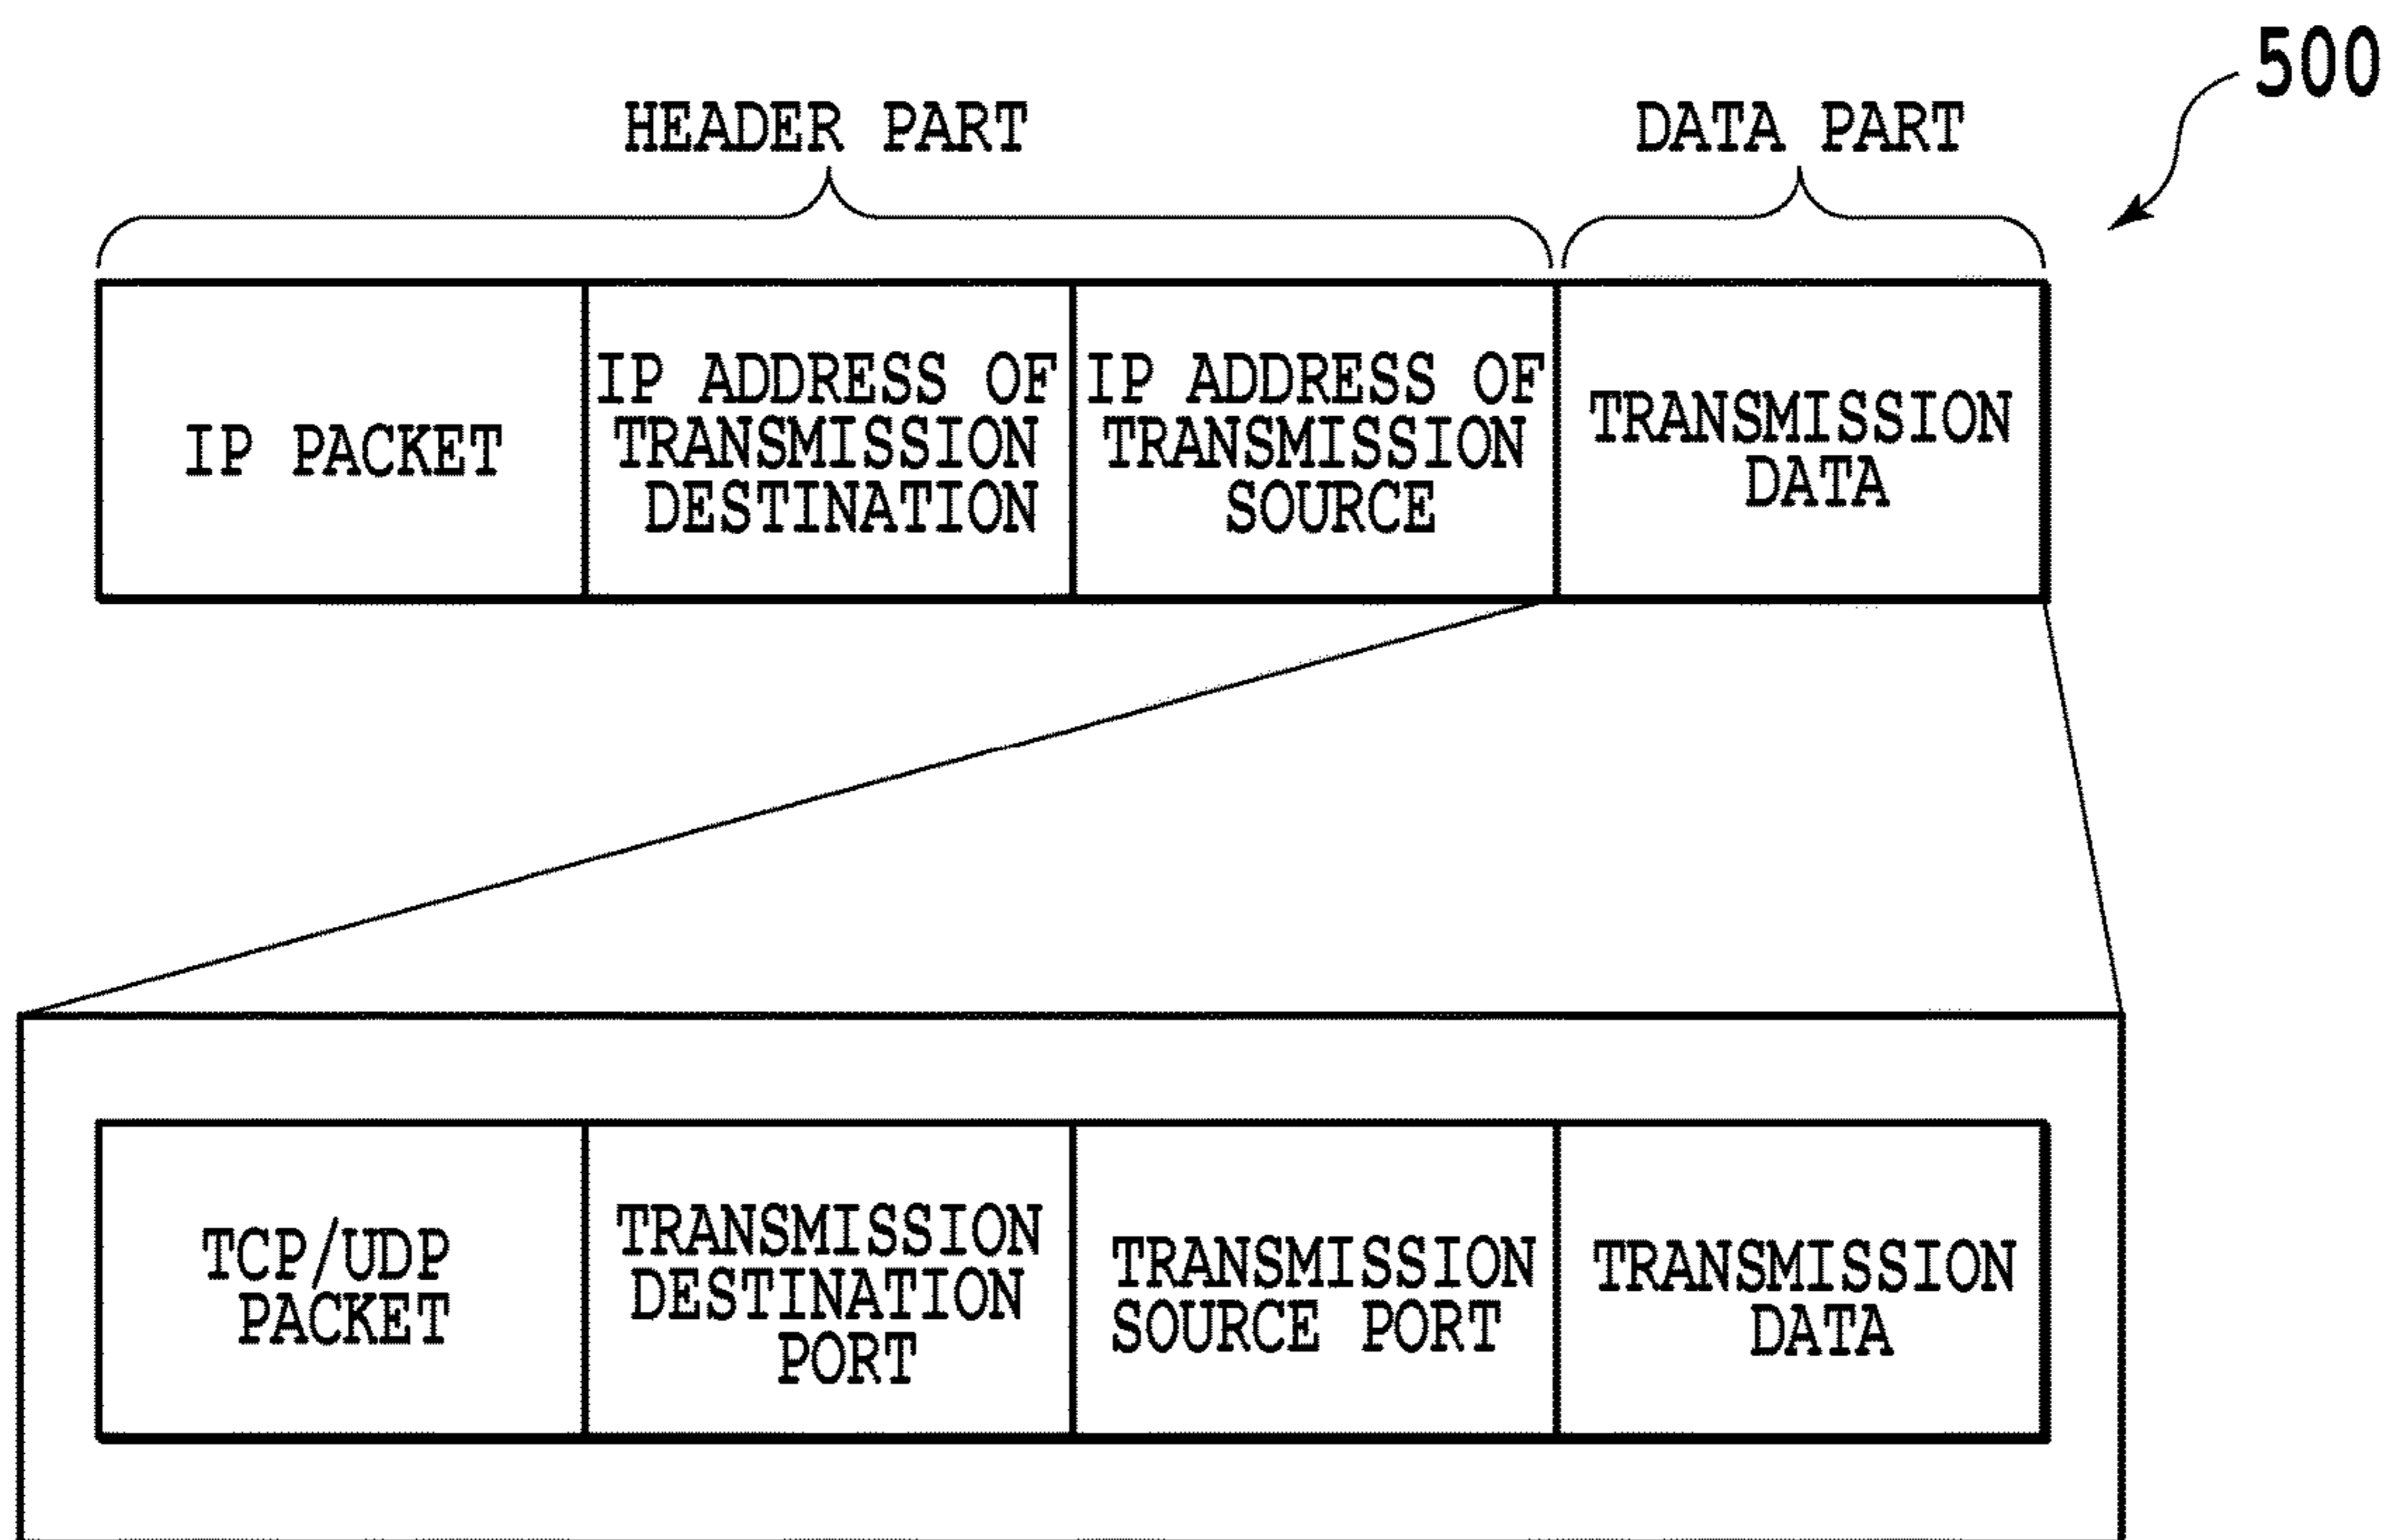 500
HEADER PART
DATA PART
IP PACKET
IP ADDRESS OF
TRANSMISSION
DESTINATION
IP ADDRESS OF
TRANSMISSION
SOURCE
TRANSMISSION
DATA
TCP/UDP
PACKET
TRANSMISSION
DESTINATION
PORT
TRANSMISSION
SOURCE PORT
TRANSMISSION
DATA